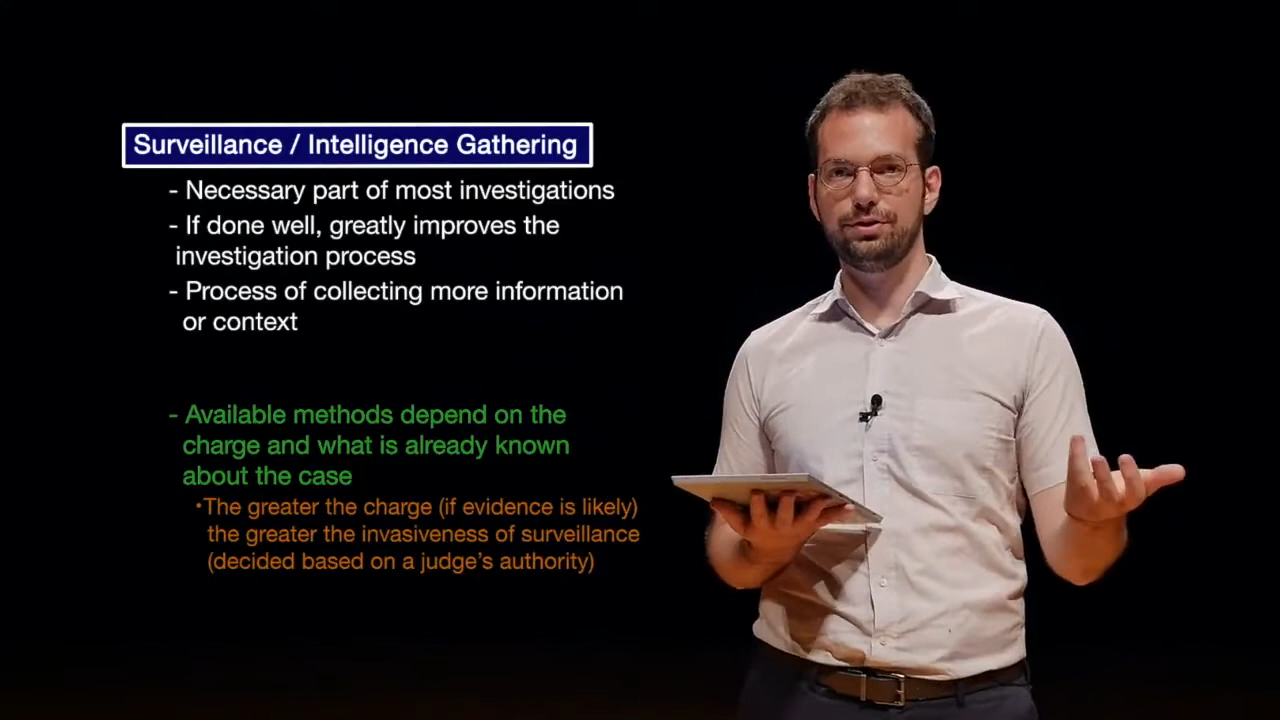 Surveillance / Intelligence Gathering
- Necessary part of most investigations
- If done well, greatly improves the
investigation process
- Process of collecting more information
or context
- Available methods depend on the
charge and what is already known
about the case
•The greater the charge (if evidence is likely)
the greater the invasiveness of surveillance
(decided based on a judge's authority)